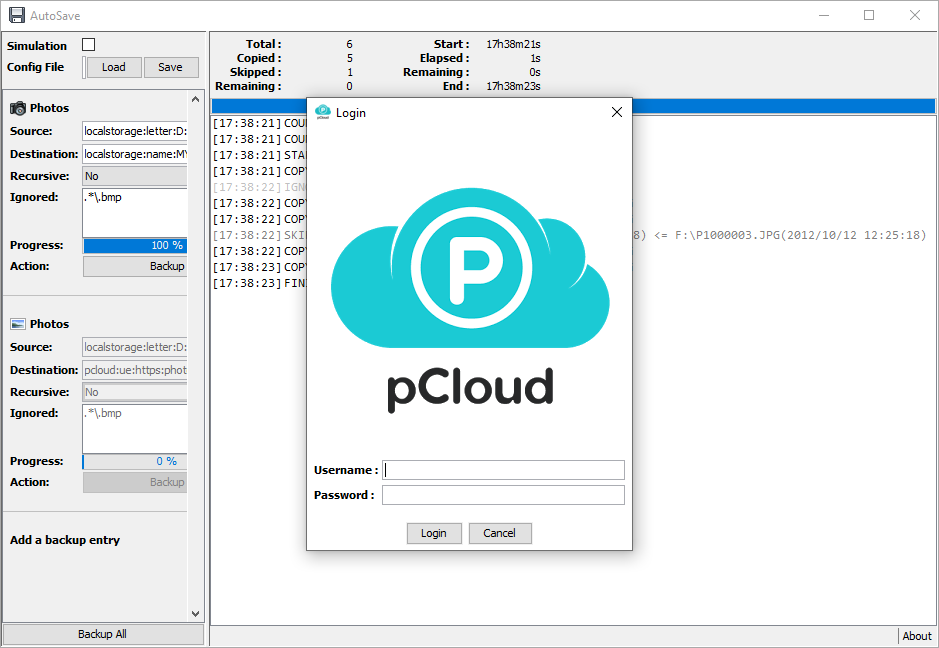 AutoSave
Simulation
Config File Load Save
Photos
Source: localstorage:letter:D:
Destination: localstorage:name:MY
Recursive: No
Ignored: .*\.bmp
Progress: 100 %
Action: Backup
Photos
Source: localstorage:letter:D:
Destination: pcloud:ue:https:phot
Recursive: No
Ignored: .*\.bmp
Progress: 0 %
Action: Backup
Add a backup entry
Backup All
Total : 6 Start : 17h38m21s
Copied : 5 Elapsed : 1s
Skipped : 1 Remaining : 0s
Remaining : 0 End : 17h38m23s
[17:38:21] COU
[17:38:21] COU
[17:38:21] STA
[17:38:21] COP
[17:38:22] IGN
[17:38:22] COP
[17:38:22] COP
[17:38:22] SKI 8) <= F:\P1000003.JPG(2012/10/12 12:25:18)
[17:38:22] COP
[17:38:23] COP
[17:38:23] FIN
Login
P
pCloud
Username :
Password :
Login Cancel
About